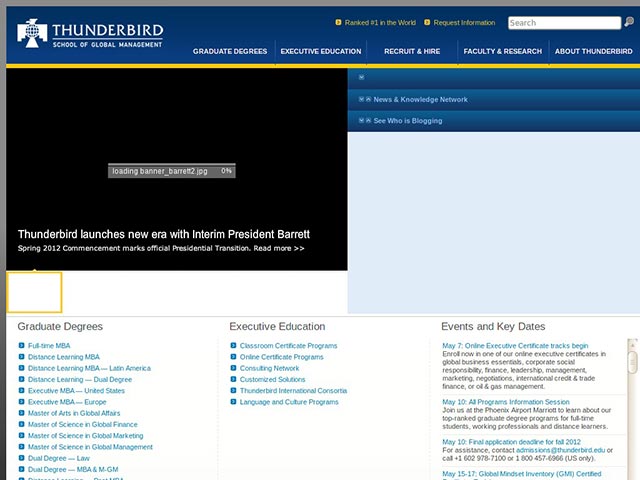 THUNDERBIRD
SCHOOL OF GLOBAL MANAGEMENT
Ranked #1 in the World
Request Information
Search
GRADUATE DEGREES
EXECUTIVE EDUCATION
RECRUIT & HIRE
FACULTY & RESEARCH
ABOUT THUNDERBIRD
News & Knowledge Network
See Who is Blogging
loading banner_barrett2.jpg 0%
Thunderbird launches new era with Interim President Barrett
Spring 2012 Commencement marks official Presidential Transition. Read more >>
Graduate Degrees
Full-time MBA
Distance Learning MBA
Distance Learning MBA — Latin America
Distance Learning — Dual Degree
Executive MBA — United States
Executive MBA — Europe
Master of Arts in Global Affairs
Master of Science in Global Finance
Master of Science in Global Marketing
Master of Science in Global Management
Dual Degree — Law
Dual Degree — MBA & M-GM
Executive Education
Classroom Certificate Programs
Online Certificate Programs
Consulting Network
Customized Solutions
Thunderbird International Consortia
Language and Culture Programs
Events and Key Dates
May 7: Online Executive Certificate tracks begin
Enroll now in one of our online executive certificates in
global business essentials, corporate social
responsibility, finance, leadership, management,
marketing, negotiations, international credit & trade
finance, or oil & gas management.
May 10: All Programs Information Session
Join us at the Phoenix Airport Marriott to learn about our
top-ranked graduate degree programs for full-time
students, working professionals and distance learners.
May 10: Final application deadline for fall 2012
For assistance, contact admissions@thunderbird.edu or
call +1 602 978-7100 or 1 800 457-6966 (US only).
May 15-17: Global Mindset Inventory (GMI) Certified